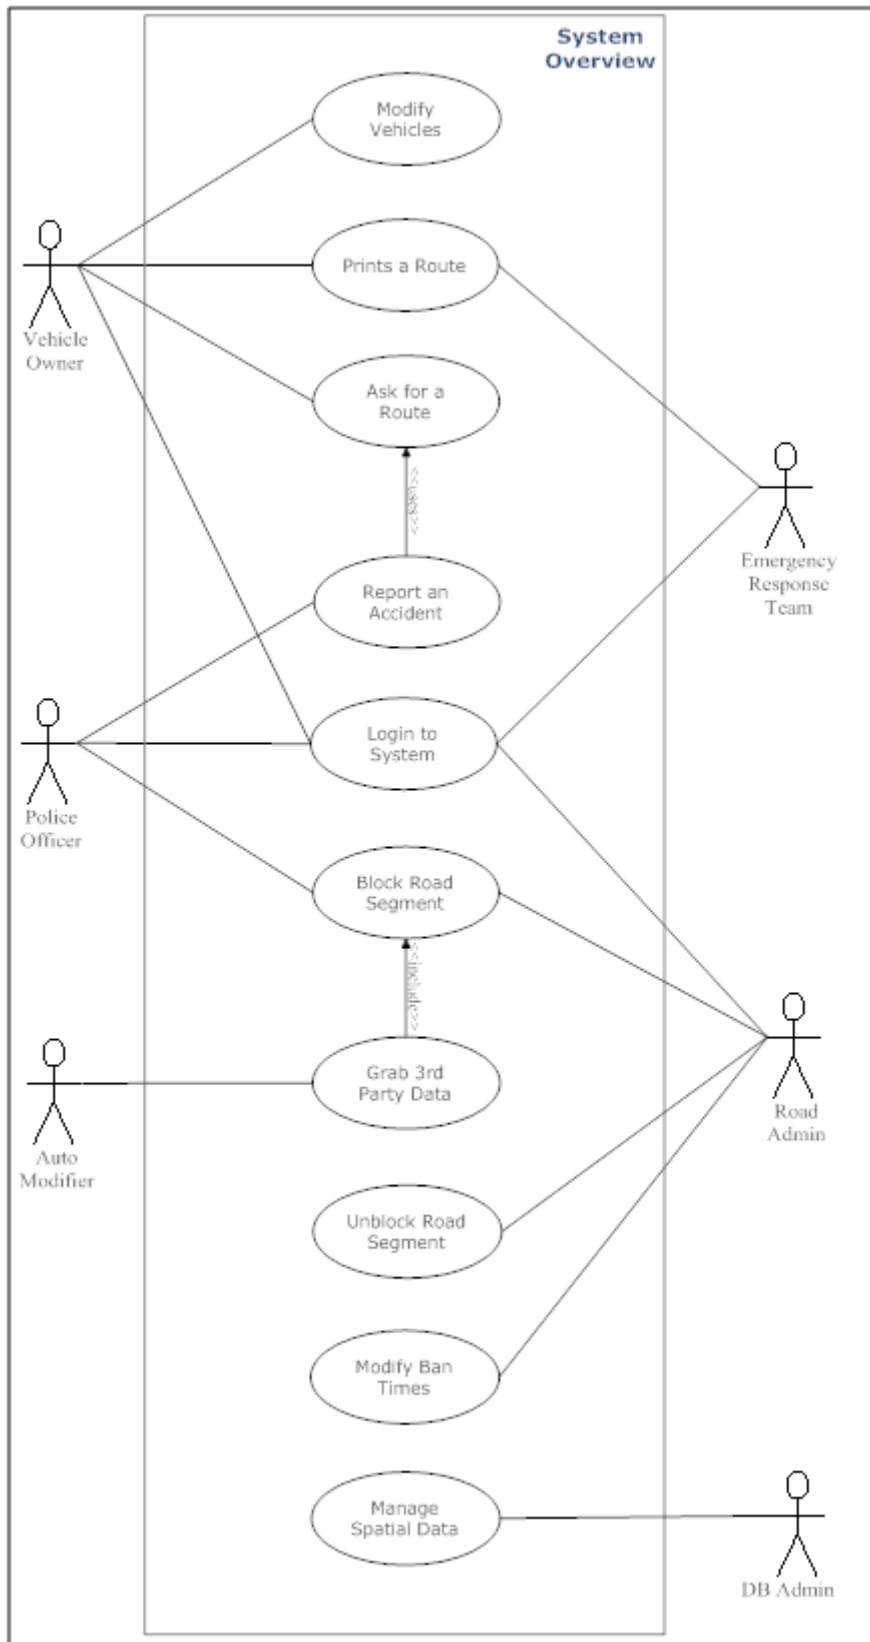 System
Overview
Modify
Vehicles
Prints a Route
Vehicle
Owner
Ask for a
Route
<<uses>>
Emergency
Response
Team
Report an
Accident
Login to
System
Police
Officer
Block Road
Segment
<<include>>
Grab 3rd
Party Data
Road
Admin
Auto
Modifier
Unblock Road
Segment
Modify Ban
Times
Manage
Spatial Data
DB Admin